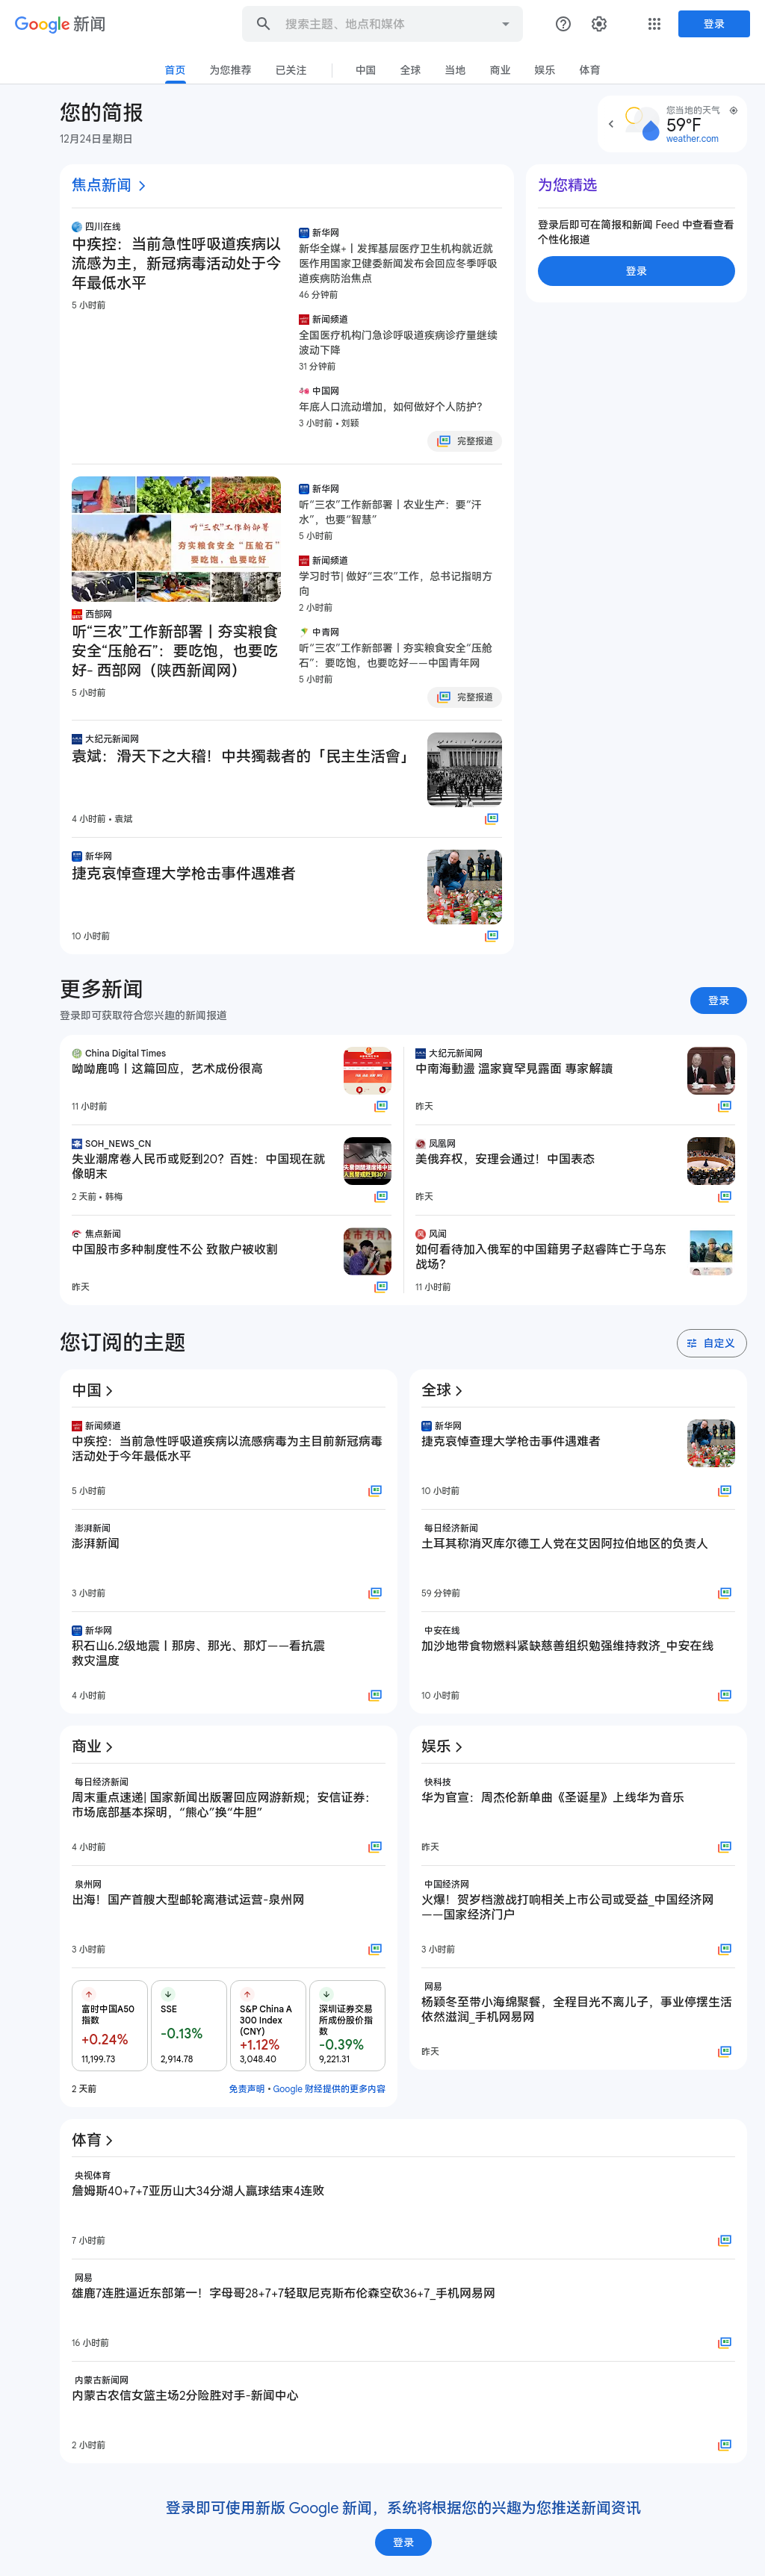 Google 新闻
搜索主题、地点和媒体
登录
首页
为您推荐
已关注
中国
全球
当地
商业
娱乐
体育
您的简报
12月24日星期日
您当地的天气
59°F
weather.com
焦点新闻
四川在线
中疾控：当前急性呼吸道疾病以
流感为主，新冠病毒活动处于今
年最低水平
5 小时前
新华网
新华全媒+丨发挥基层医疗卫生机构就近就
医作用国家卫健委新闻发布会回应冬季呼吸
道疾病防治焦点
46 分钟前
新闻频道
全国医疗机构门急诊呼吸道疾病诊疗量继续
波动下降
31 分钟前
中国网
年底人口流动增加，如何做好个人防护？
3 小时前 • 刘颖
完整报道
听“三农”工作新部署
夯实粮食安全“压舱石”
要吃饱，也要吃好
西部网
听“三农”工作新部署丨夯实粮食
安全“压舱石”：要吃饱，也要吃
好- 西部网（陕西新闻网）
5 小时前
新华网
听“三农”工作新部署丨农业生产：要“汗
水”，也要“智慧”
5 小时前
新闻频道
学习时节| 做好“三农”工作，总书记指明方
向
2 小时前
中青网
听“三农”工作新部署丨夯实粮食安全“压舱
石”：要吃饱，也要吃好——中国青年网
5 小时前
完整报道
大纪元新闻网
袁斌：滑天下之大稽！中共獨裁者的「民主生活會」
4 小时前 • 袁斌
新华网
捷克哀悼查理大学枪击事件遇难者
10 小时前
为您精选
登录后即可在简报和新闻 Feed 中查看查看
个性化报道
登录
更多新闻
登录即可获取符合您兴趣的新闻报道
登录
China Digital Times
呦呦鹿鸣丨这篇回应，艺术成份很高
11 小时前
SOH_NEWS_CN
失业潮席卷人民币或贬到20？百姓：中国现在就
像明末
2 天前 • 韩梅
焦点新闻
中国股市多种制度性不公 致散户被收割
昨天
大纪元新闻网
中南海動盪 溫家寶罕見露面 專家解讀
昨天
凤凰网
美俄弃权，安理会通过！中国表态
昨天
风闻
如何看待加入俄军的中国籍男子赵睿阵亡于乌东
战场？
11 小时前
您订阅的主题
自定义
中国
新闻频道
中疾控：当前急性呼吸道疾病以流感病毒为主目前新冠病毒
活动处于今年最低水平
5 小时前
澎湃新闻
澎湃新闻
3 小时前
新华网
积石山6.2级地震丨那房、那光、那灯——看抗震
救灾温度
4 小时前
全球
新华网
捷克哀悼查理大学枪击事件遇难者
10 小时前
每日经济新闻
土耳其称消灭库尔德工人党在艾因阿拉伯地区的负责人
59 分钟前
中安在线
加沙地带食物燃料紧缺慈善组织勉强维持救济_中安在线
10 小时前
商业
每日经济新闻
周末重点速递| 国家新闻出版署回应网游新规；安信证券：
市场底部基本探明，“熊心”换“牛胆”
4 小时前
泉州网
出海！国产首艘大型邮轮离港试运营-泉州网
3 小时前
富时中国A50
指数
+0.24%
11,199.73
SSE
-0.13%
2,914.78
S&P China A
300 Index
(CNY)
+1.12%
3,048.40
深圳证券交易
所成份股价指
数
-0.39%
9,221.31
2 天前
免责声明 • Google 财经提供的更多内容
娱乐
快科技
华为官宣：周杰伦新单曲《圣诞星》上线华为音乐
昨天
中国经济网
火爆！贺岁档激战打响相关上市公司或受益_中国经济网
——国家经济门户
3 小时前
网易
杨颖冬至带小海绵聚餐，全程目光不离儿子，事业停摆生活
依然滋润_手机网易网
昨天
体育
央视体育
詹姆斯40+7+7亚历山大34分湖人赢球结束4连败
7 小时前
网易
雄鹿7连胜逼近东部第一！字母哥28+7+7轻取尼克斯布伦森空砍36+7_手机网易网
16 小时前
内蒙古新闻网
内蒙古农信女篮主场2分险胜对手-新闻中心
2 小时前
登录即可使用新版 Google 新闻，系统将根据您的兴趣为您推送新闻资讯
登录